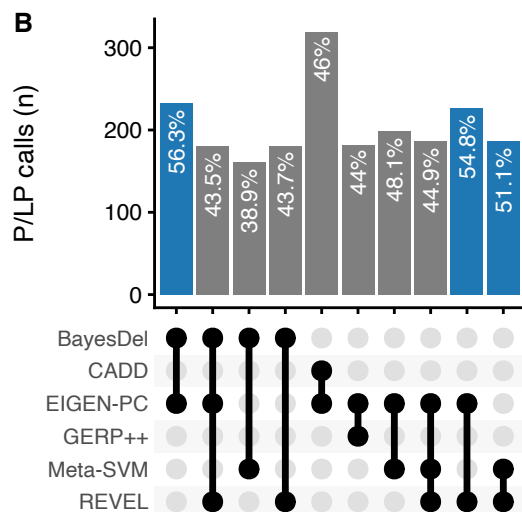 B
P/LP calls (n)
300
200
100
0
56.3%
43.5%
38.9%
43.7%
46%
44%
48.1%
44.9%
54.8%
51.1%
BayesDel
CADD
EIGEN-PC
GERP++
Meta-SVM
REVEL